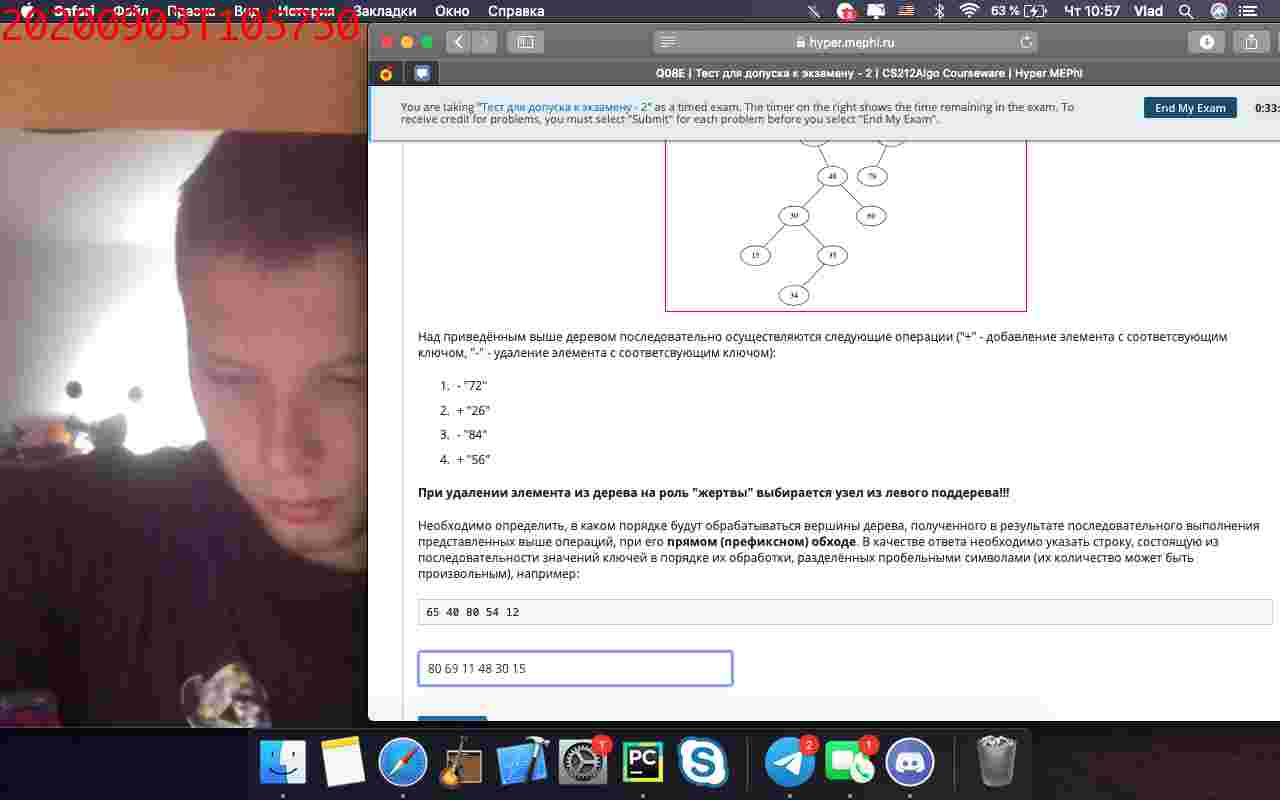 Safari Файл Правка Вид История Закладки Окно Справка
63 % Чт 10:57 Vlad
20200903T105750
hyper.mephi.ru
Q08E | Тест для допуска к экзамену - 2 | CS212Algo Courseware | Hyper.MEPhI
You are taking "Тест для допуска к экзамену - 2" as a timed exam. The timer on the right shows the time remaining in the exam. To
receive credit for problems, you must select "Submit" for each problem before you select "End My Exam".
End My Exam
0:33:
48 79
30 60
15 35
34
Над приведённым выше деревом последовательно осуществляются следующие операции ("+" - добавление элемента с соответсвующим
ключом, "-" - удаление элемента с соответсвующим ключом):
1. - "72"
2. + "26"
3. - "84"
4. + "56"
При удалении элемента из дерева на роль "жертвы" выбирается узел из левого поддерева!!!
Необходимо определить, в каком порядке будут обрабатываться вершины дерева, полученного в результате последовательного выполнения
представленных выше операций, при его прямом (префиксном) обходе. В качестве ответа необходимо указать строку, состоящую из
последовательности значений ключей в порядке их обработки, разделённых пробельными символами (их количество может быть
произвольным), например:
65 40 80 54 12
80 69 11 48 30 15
PC
2
1